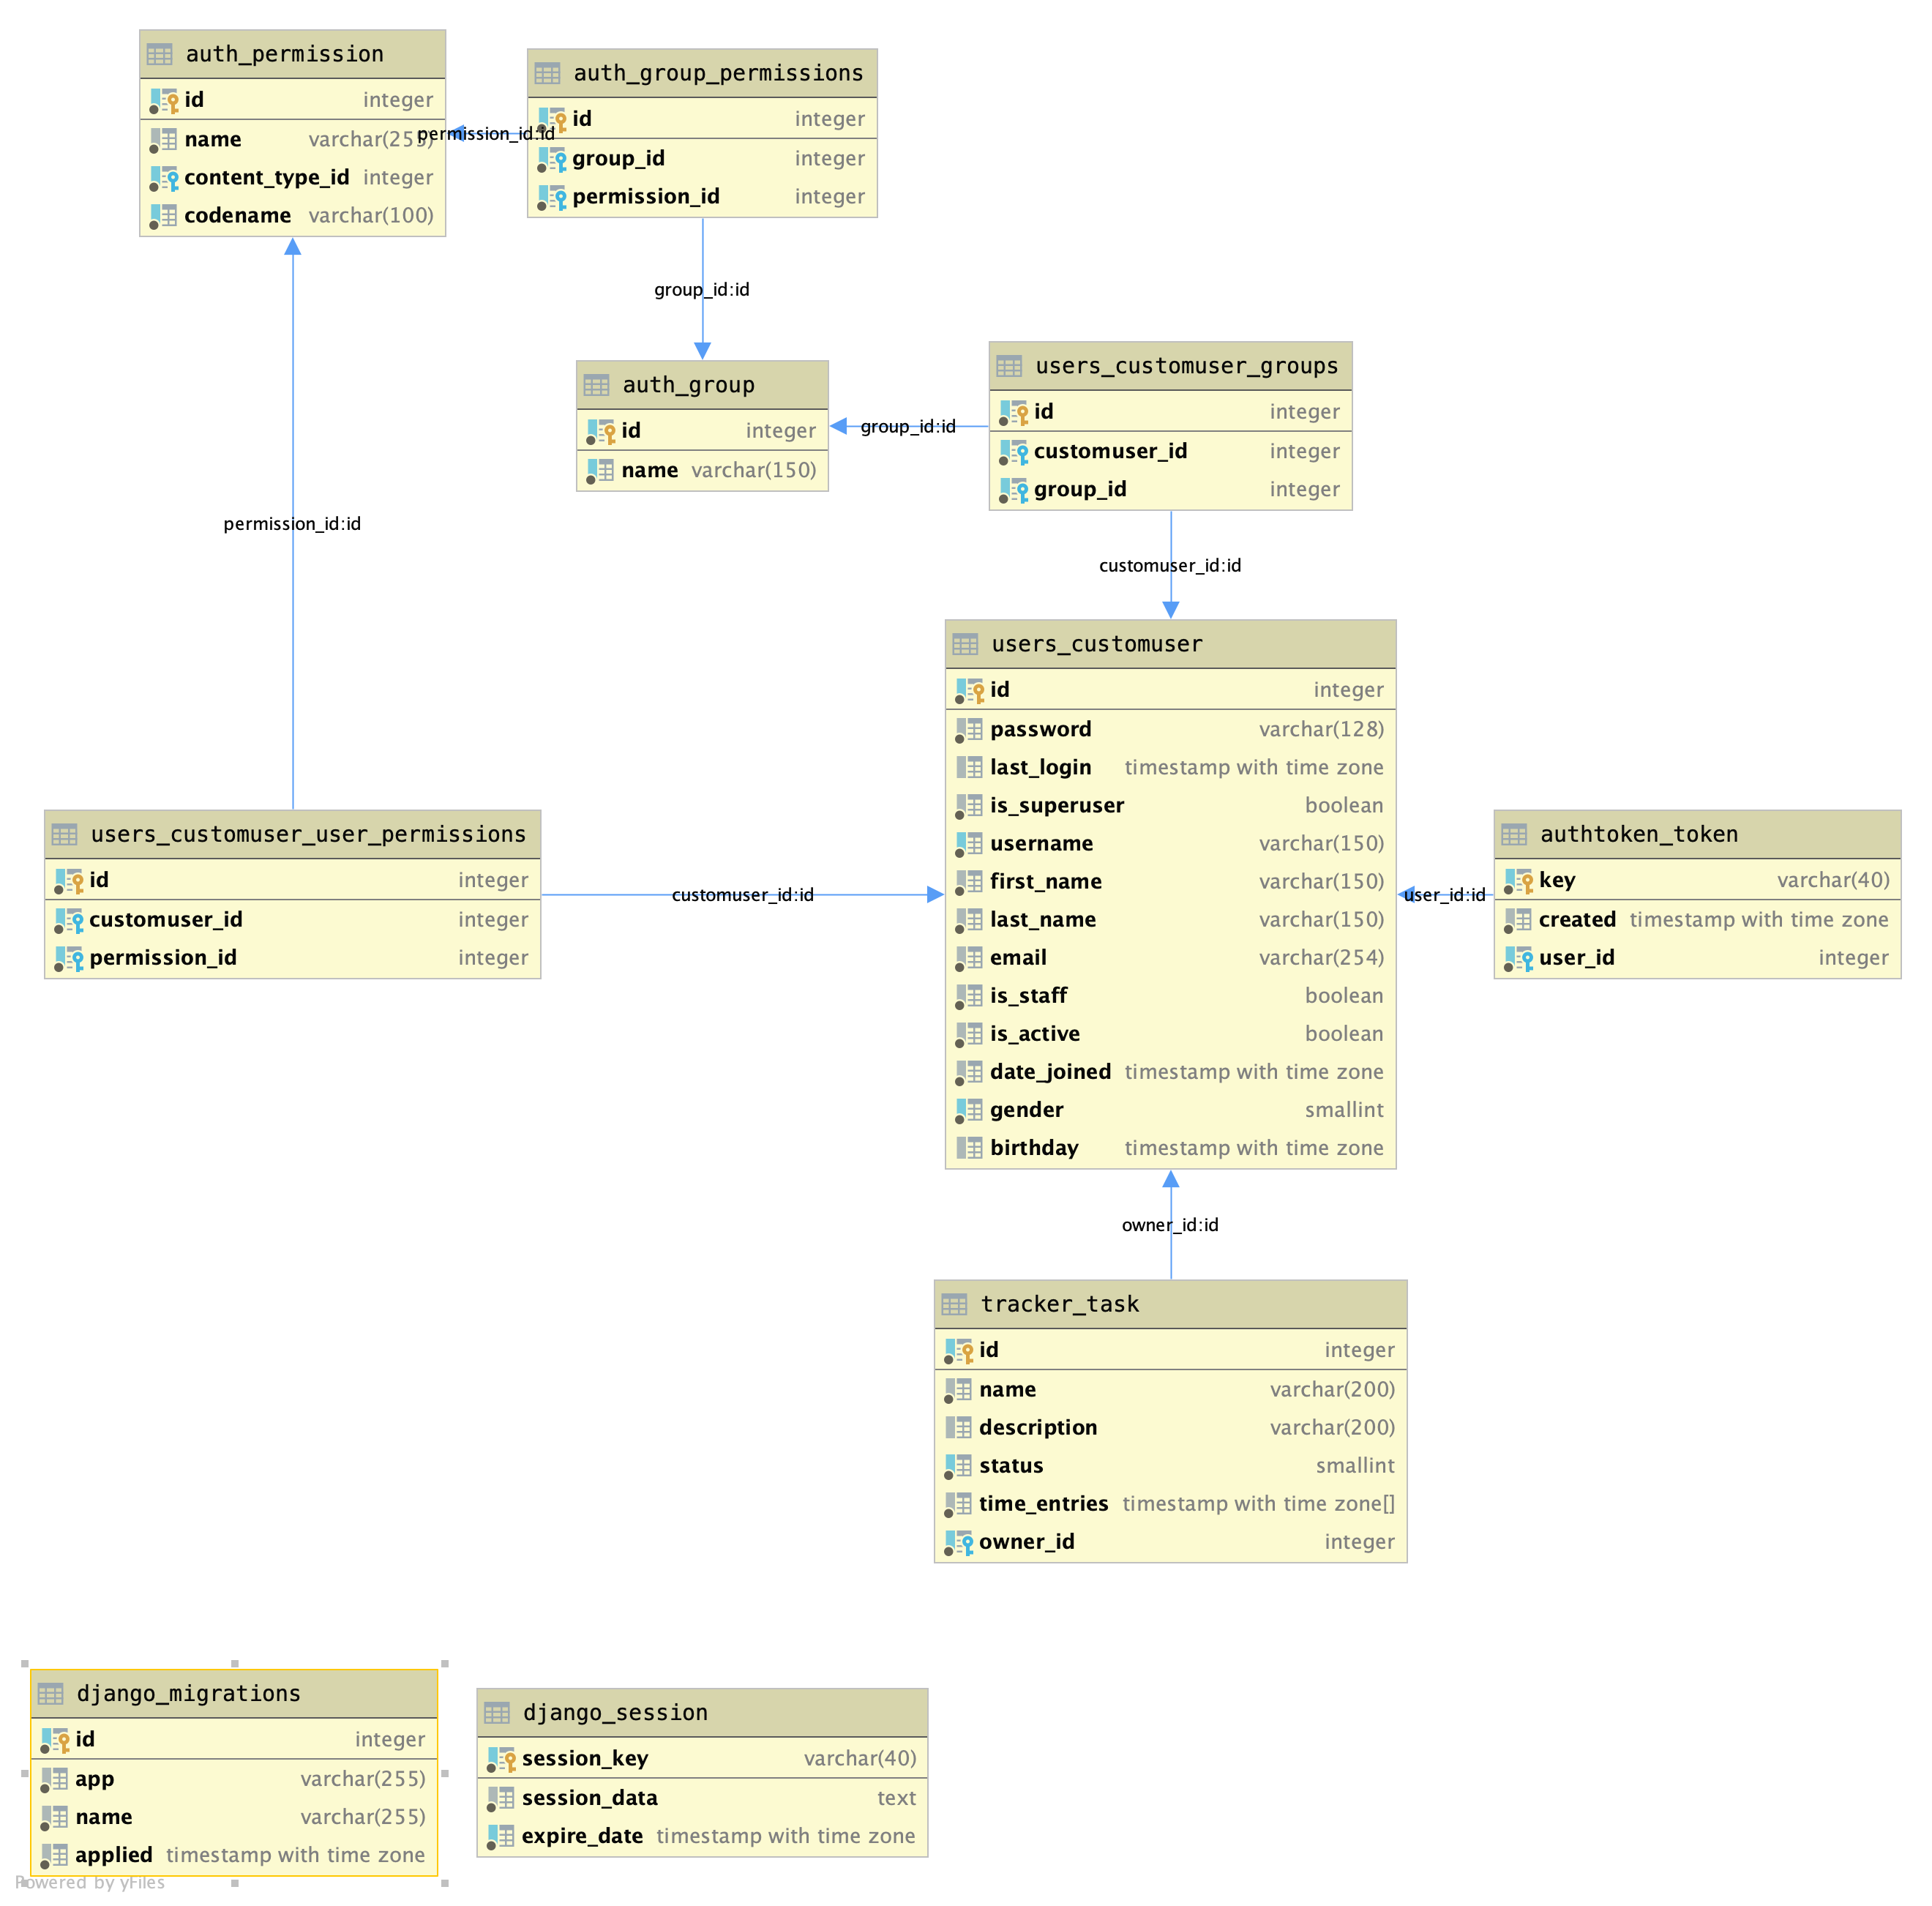 auth_permission
id integer
name varchar(255)
content_type_id integer
codename varchar(100)
permission_id:id
auth_group_permissions
id integer
group_id integer
permission_id integer
group_id:id
auth_group
id integer
name varchar(150)
group_id:id
users_customuser_groups
id integer
customuser_id integer
group_id integer
permission_id:id
customuser_id:id
users_customuser
id integer
password varchar(128)
last_login timestamp with time zone
is_superuser boolean
username varchar(150)
first_name varchar(150)
last_name varchar(150)
email varchar(254)
is_staff boolean
is_active boolean
date_joined timestamp with time zone
gender smallint
birthday timestamp with time zone
users_customuser_user_permissions
id integer
customuser_id integer
permission_id integer
customuser_id:id
user_id:id
authtoken_token
key varchar(40)
created timestamp with time zone
user_id integer
owner_id:id
tracker_task
id integer
name varchar(200)
description varchar(200)
status smallint
time_entries timestamp with time zone[]
owner_id integer
django_migrations
id integer
app varchar(255)
name varchar(255)
applied timestamp with time zone
django_session
session_key varchar(40)
session_data text
expire_date timestamp with time zone
Powered by yFiles